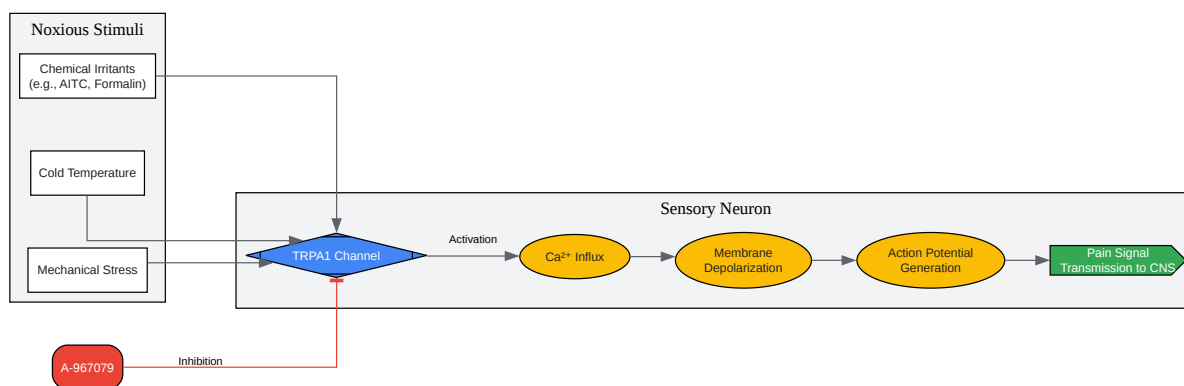 Noxious Stimuli
Chemical Irritants
(e.g., AITC, Formalin)
Cold Temperature
Mechanical Stress
Sensory Neuron
TRPA1 Channel
Activation
Ca²⁺ Influx
Membrane
Depolarization
Action Potential
Generation
Pain Signal
Transmission to CNS
A-967079
Inhibition